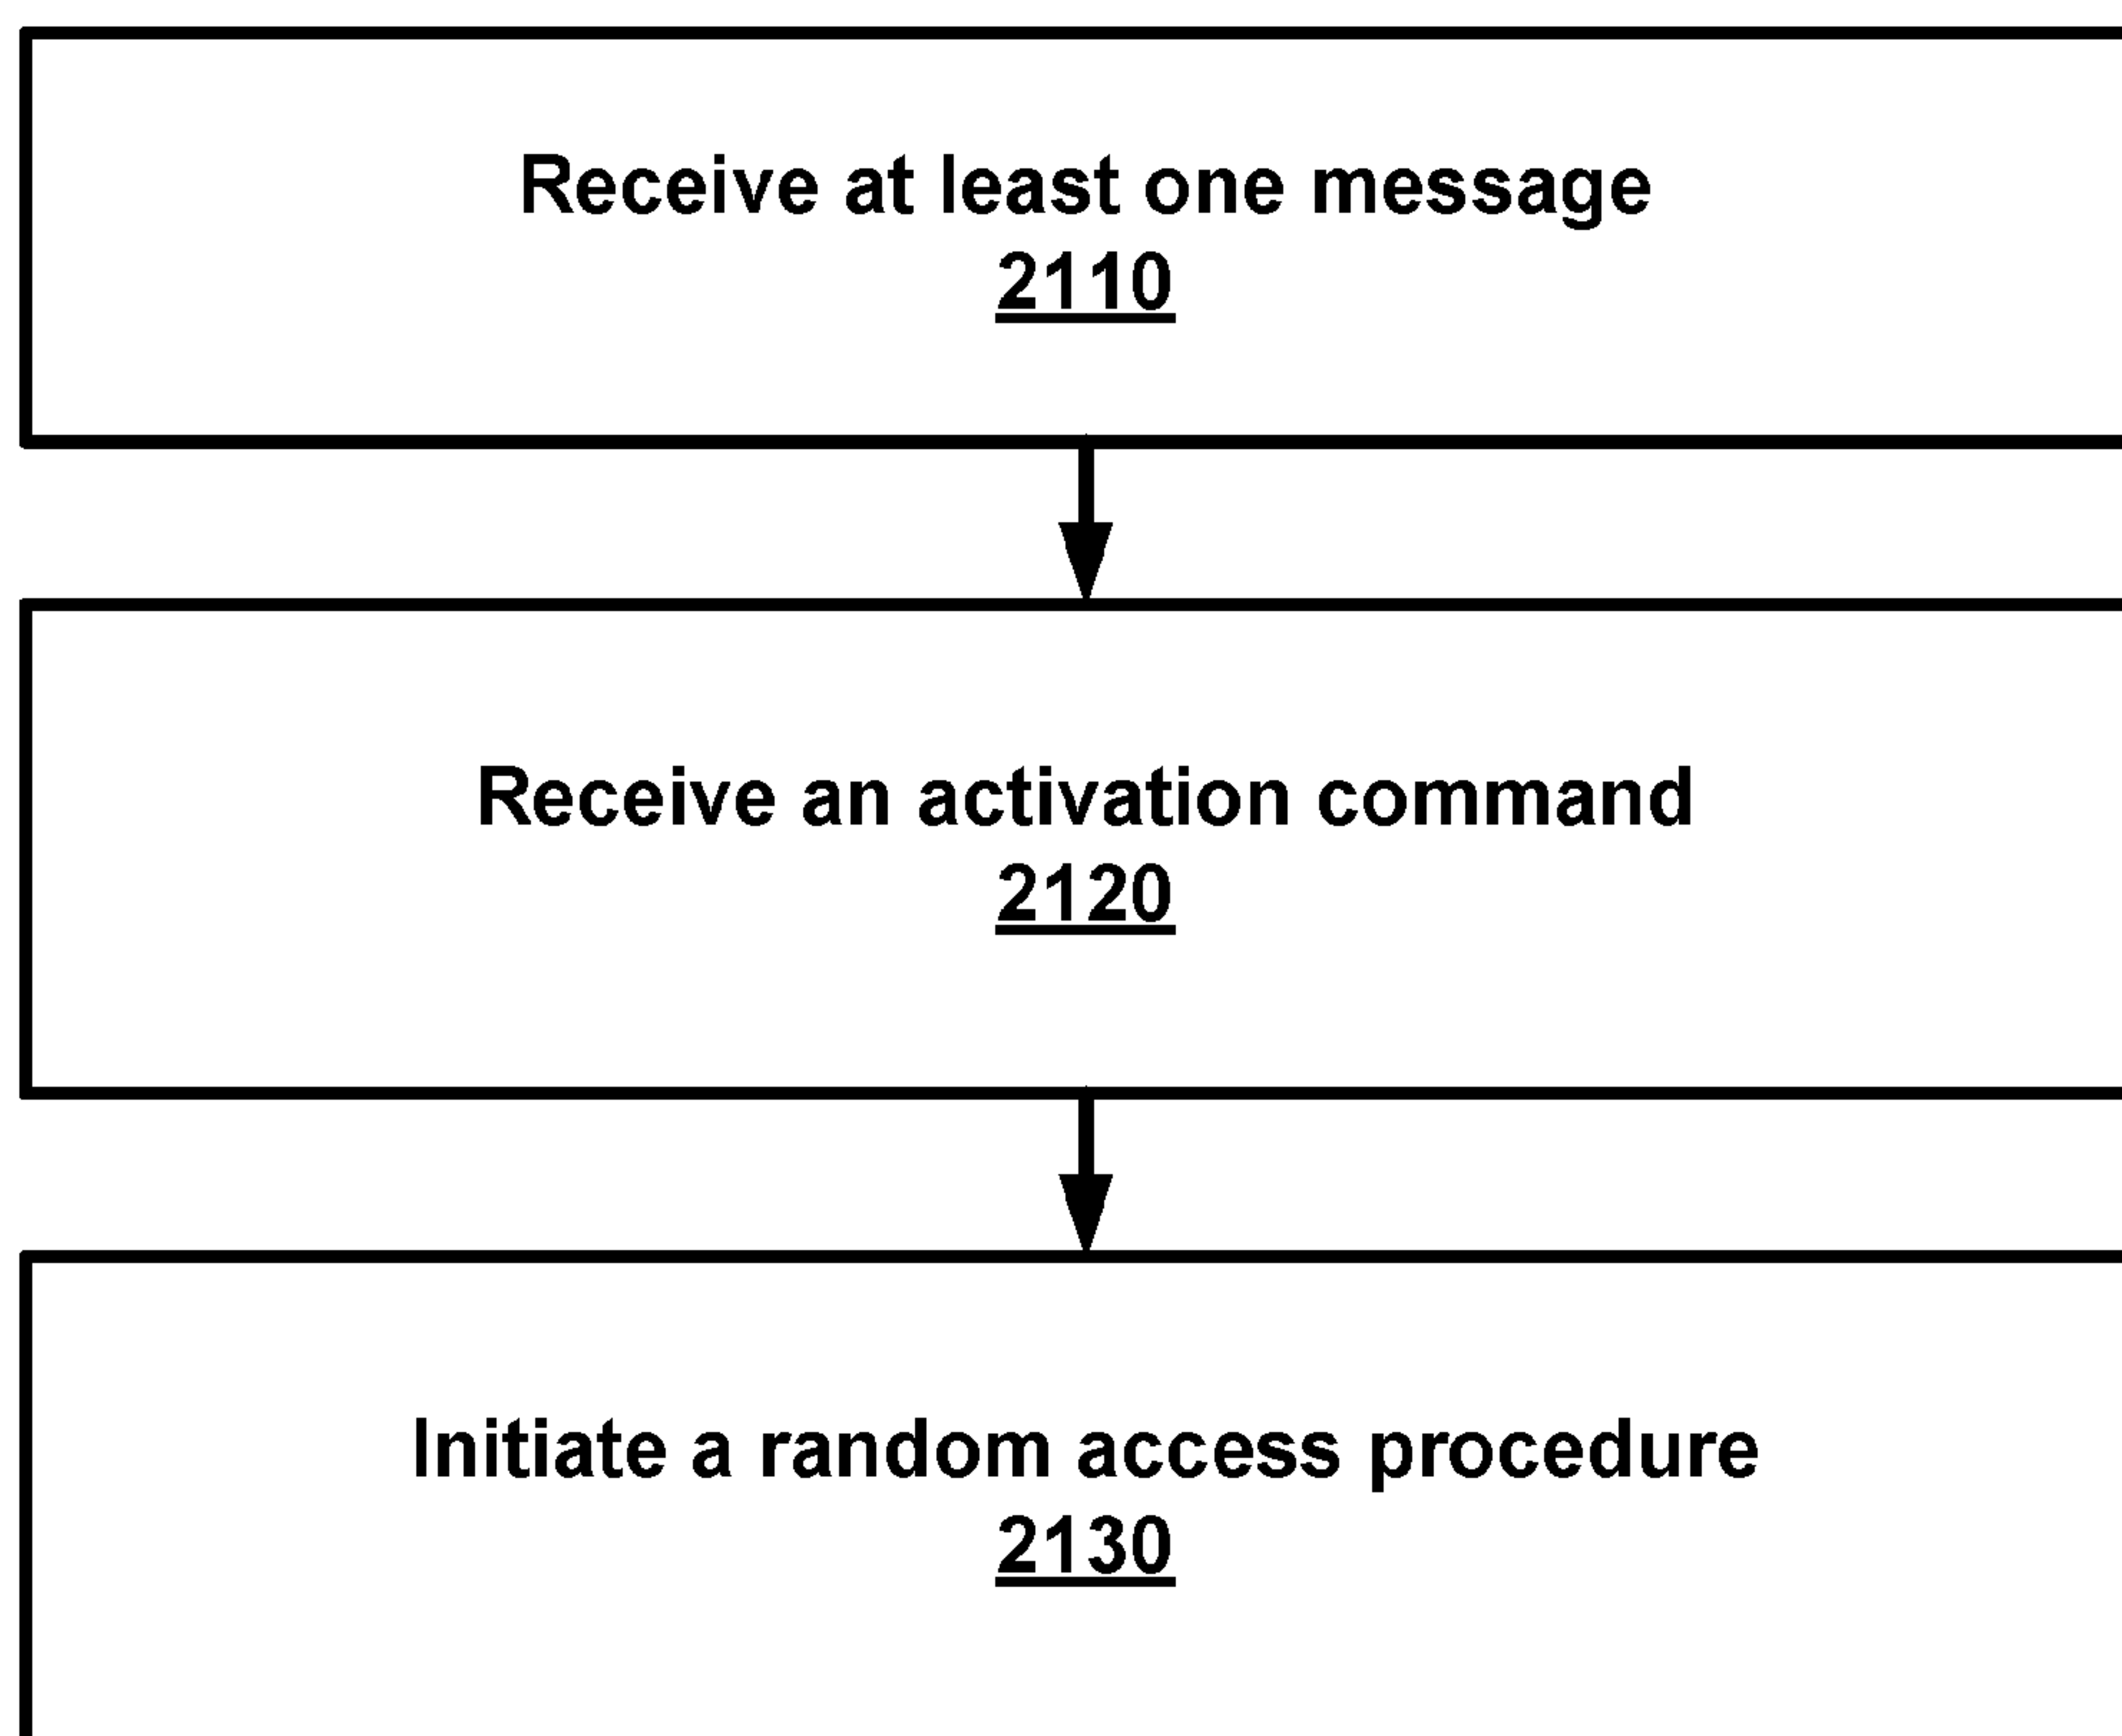 Receive at least one message
2110
Receive an activation command
2120
Initiate a random access procedure
2130